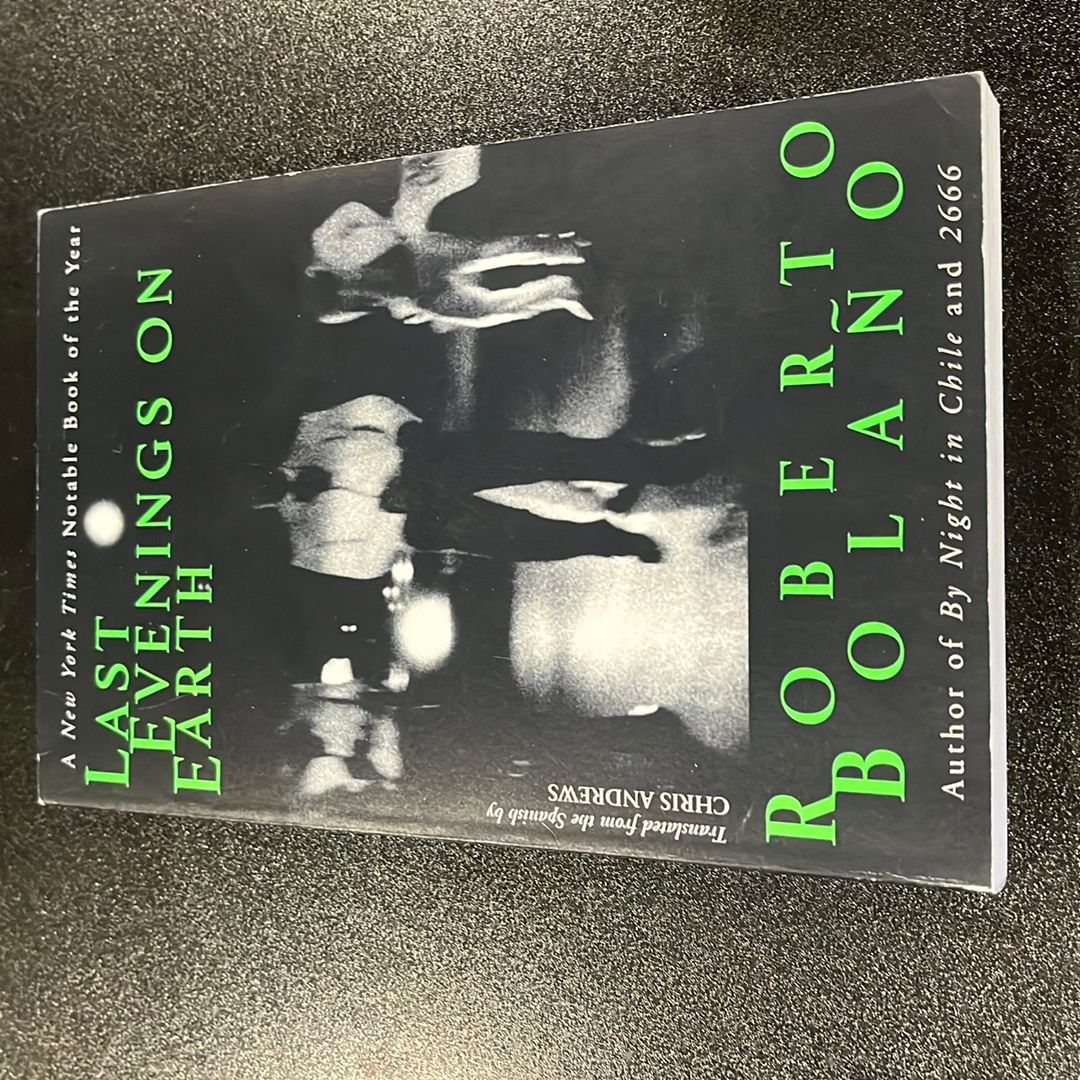 A New York Times Notable Book of the Year
LAST
EVENINGS ON
EARTH
Translated from the Spanish by
CHRIS ANDREWS
ROBERTO
BOLAÑO
Author of By Night in Chile and 2666